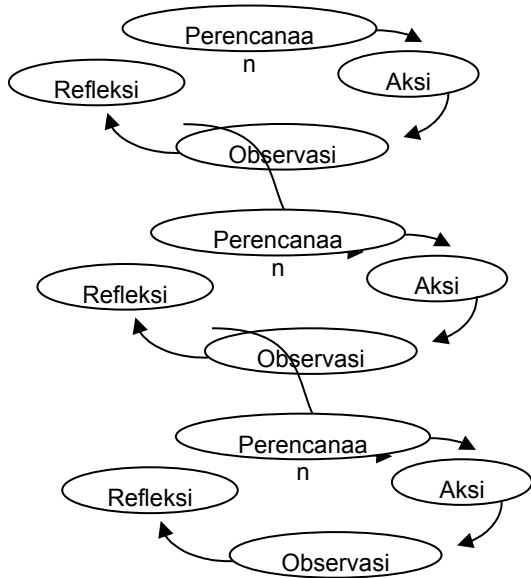 Perencanaa
n
Aksi
Refleksi
Observasi
Perencanaa
n
Aksi
Refleksi
Observasi
Perencanaa
n
Aksi
Refleksi
Observasi